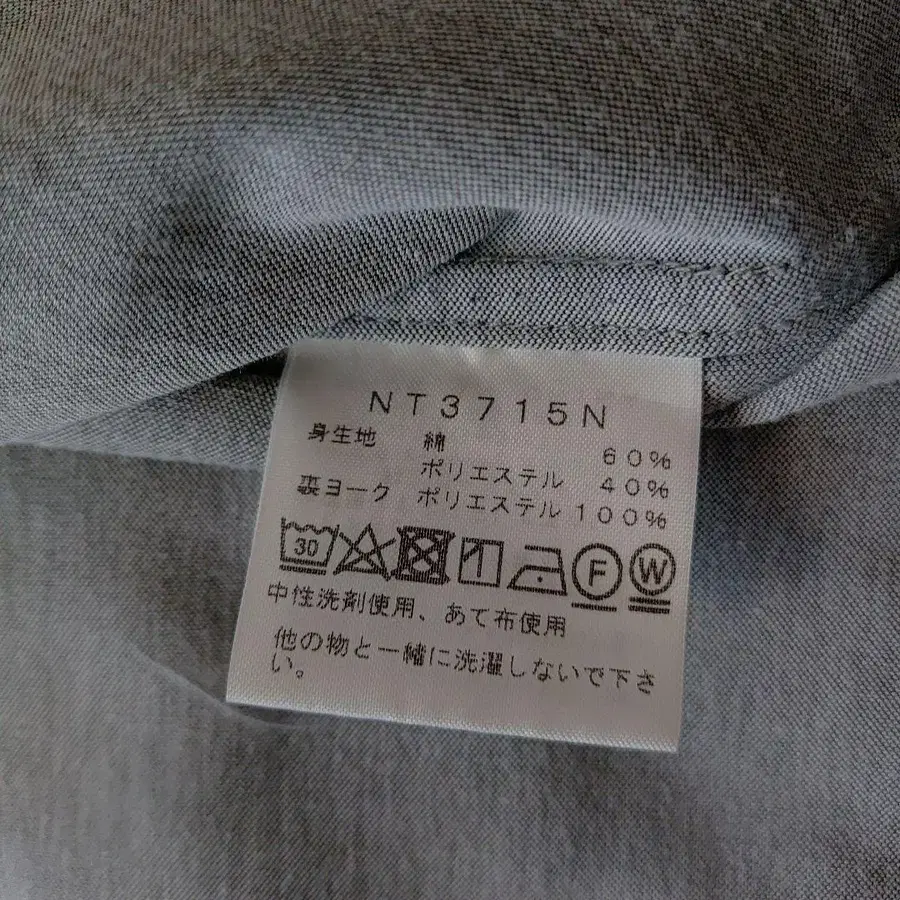 NT3715N
身生地 綿 60%
ポリエステル 40%
裏ヨーク ポリエステル 100%
30 F W
中性洗剤使用、あて布使用
他の物と一緒に洗濯しないで下さ
い。